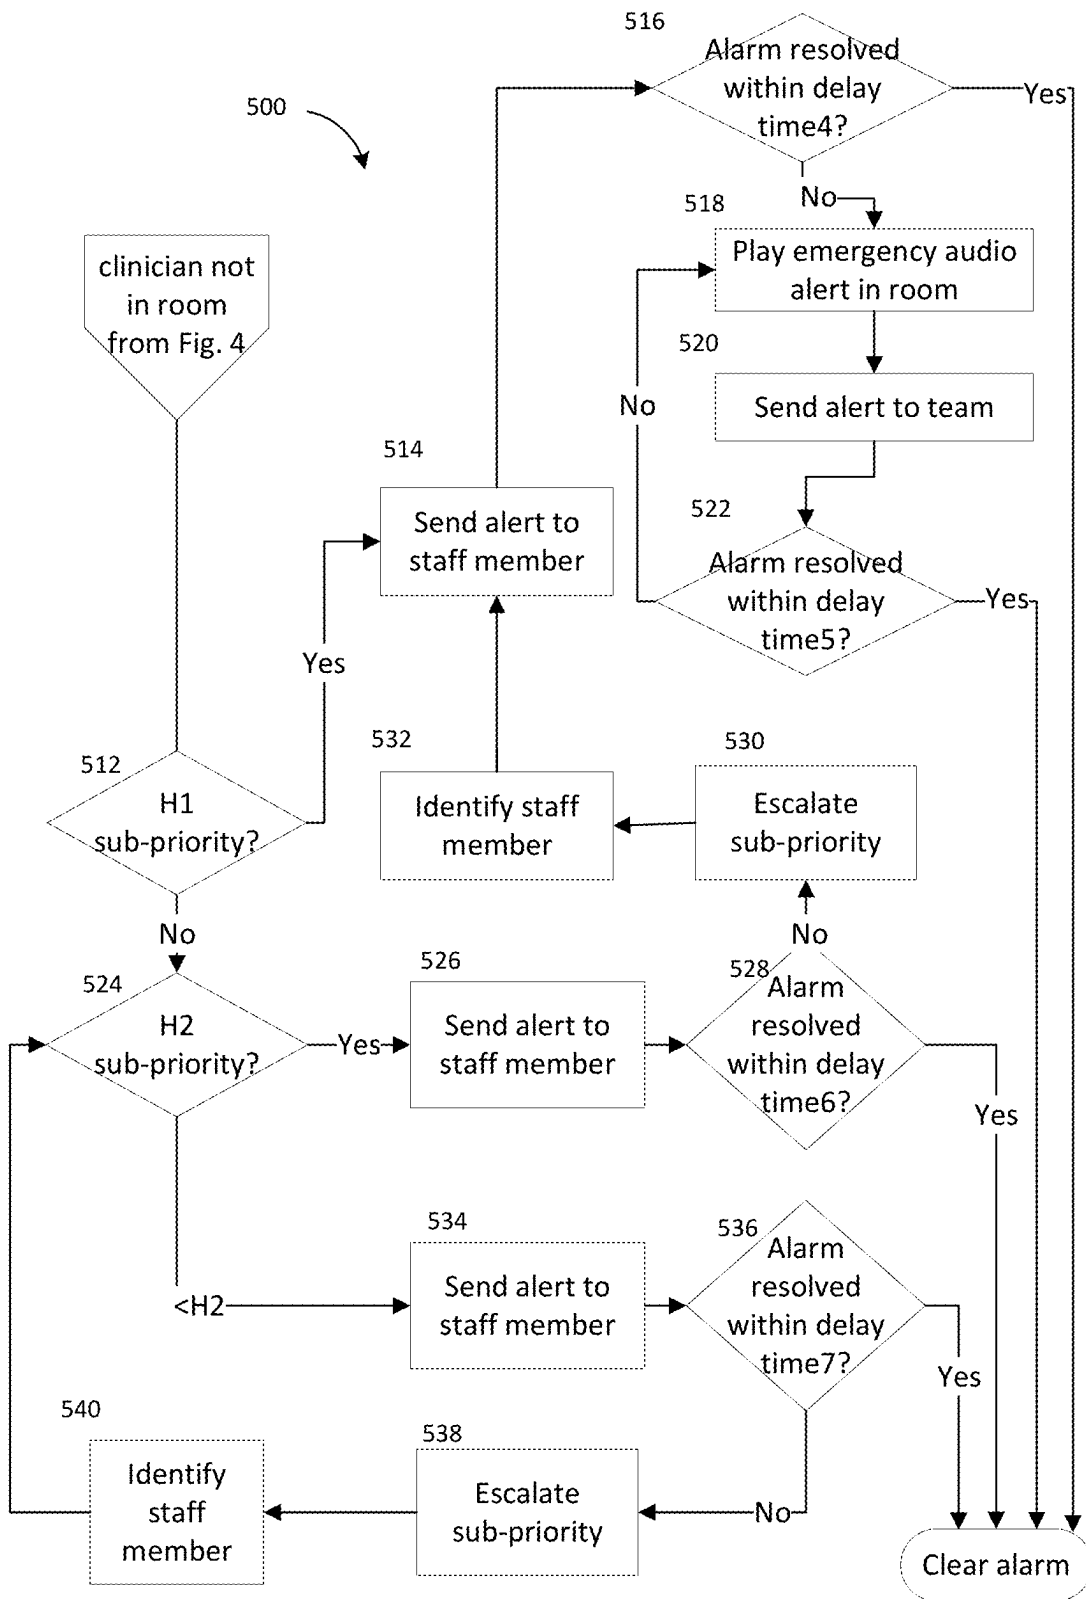 516
Alarm resolved
within delay
time4?
Yes
500
No
518
Play emergency audio
alert in room
clinician not
in room
from Fig. 4
520
Send alert to team
No
514
Send alert to
staff member
522
Alarm resolved
within delay
time5?
Yes
Yes
532
Identify staff
member
530
Escalate
sub-priority
512
H1
sub-priority?
No
No
524
H2
sub-priority?
Yes
526
Send alert to
staff member
528
Alarm
resolved
within delay
time6?
Yes
<H2
534
Send alert to
staff member
536
Alarm
resolved
within delay
time7?
Yes
540
Identify
staff
member
538
Escalate
sub-priority
No
Clear alarm